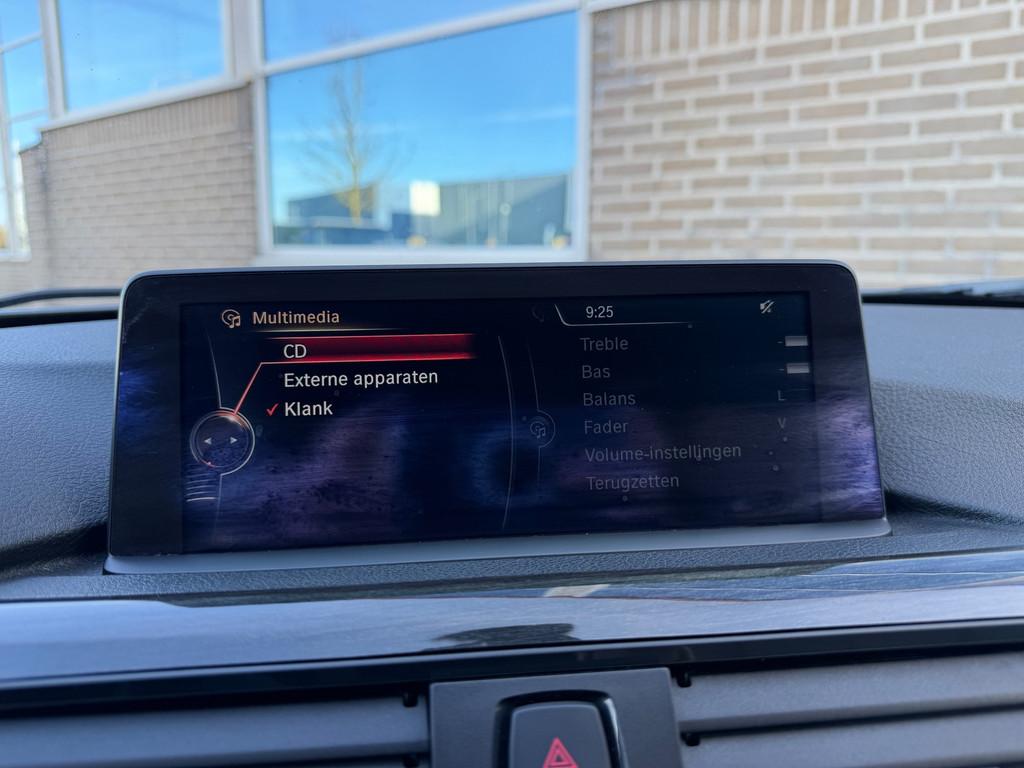 Multimedia
CD
Externe apparaten
Klank
9:25
Treble
Bas
Balans L
Fader V
Volume-instellingen
Terugzetten